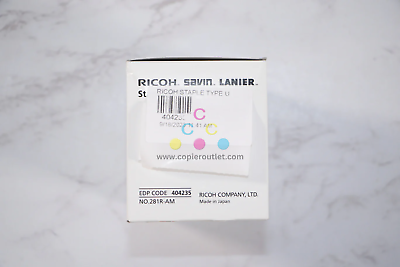 RICOH SAVIN LANIER
St
RICOH STAPLE TYPE U
404235
C
C C
www.copieroutlet.com
EDP CODE 404235
NO.281R-AM
RICOH COMPANY, LTD.
Made in Japan